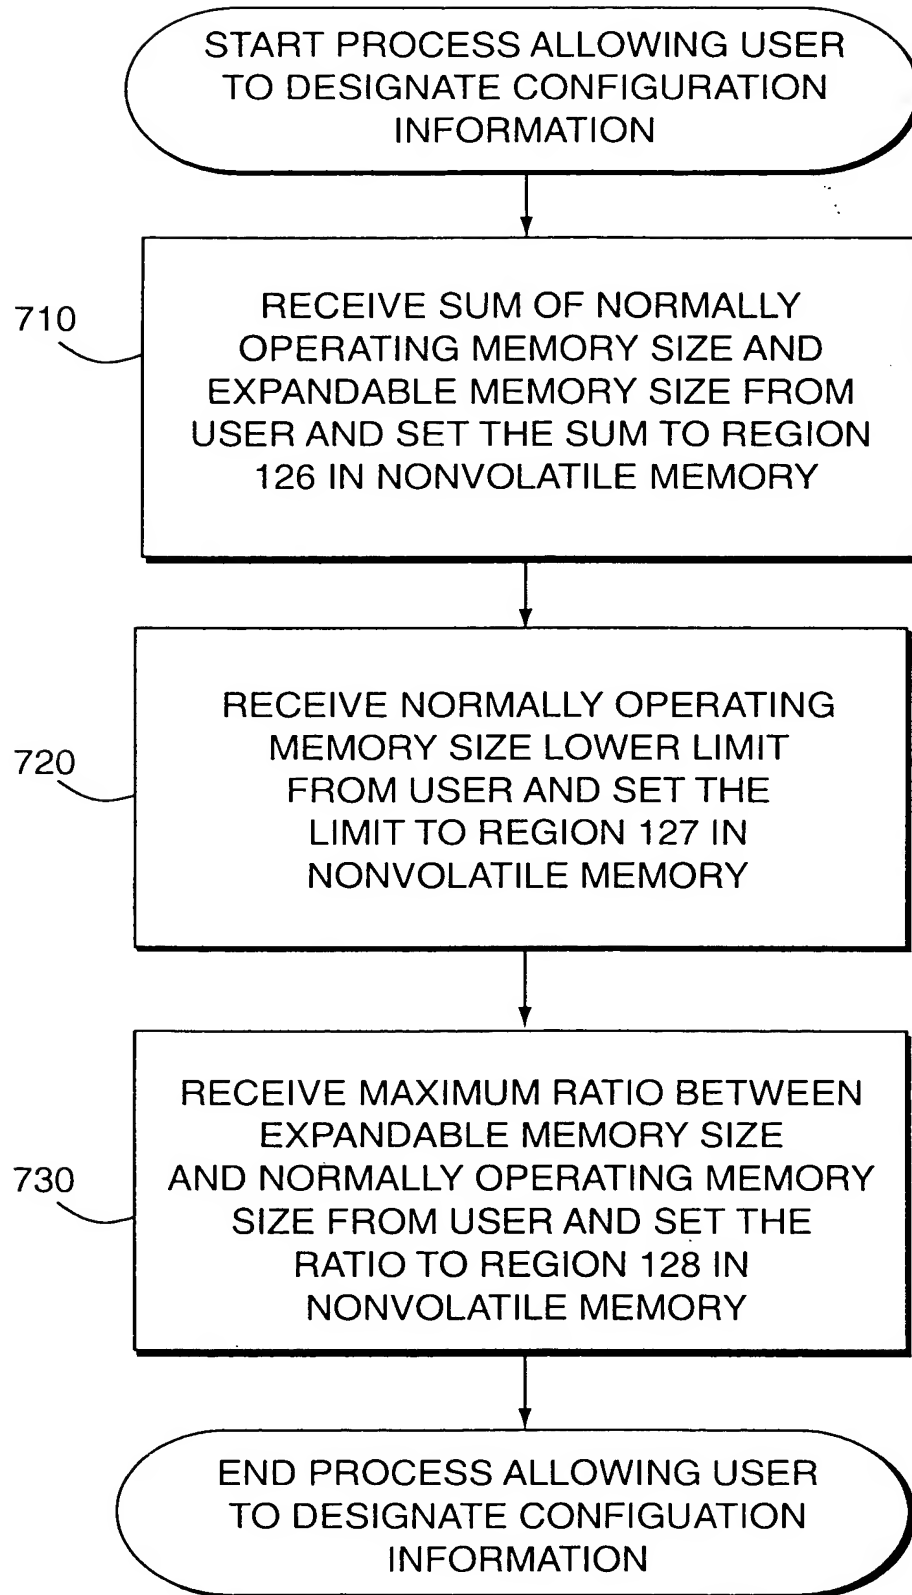 START PROCESS ALLOWING USER
TO DESIGNATE CONFIGURATION
INFORMATION
710
RECEIVE SUM OF NORMALLY
OPERATING MEMORY SIZE AND
EXPANDABLE MEMORY SIZE FROM
USER AND SET THE SUM TO REGION
126 IN NONVOLATILE MEMORY
720
RECEIVE NORMALLY OPERATING
MEMORY SIZE LOWER LIMIT
FROM USER AND SET THE
LIMIT TO REGION 127 IN
NONVOLATILE MEMORY
730
RECEIVE MAXIMUM RATIO BETWEEN
EXPANDABLE MEMORY SIZE
AND NORMALLY OPERATING MEMORY
SIZE FROM USER AND SET THE
RATIO TO REGION 128 IN
NONVOLATILE MEMORY
END PROCESS ALLOWING USER
TO DESIGNATE CONFIGUATION
INFORMATION